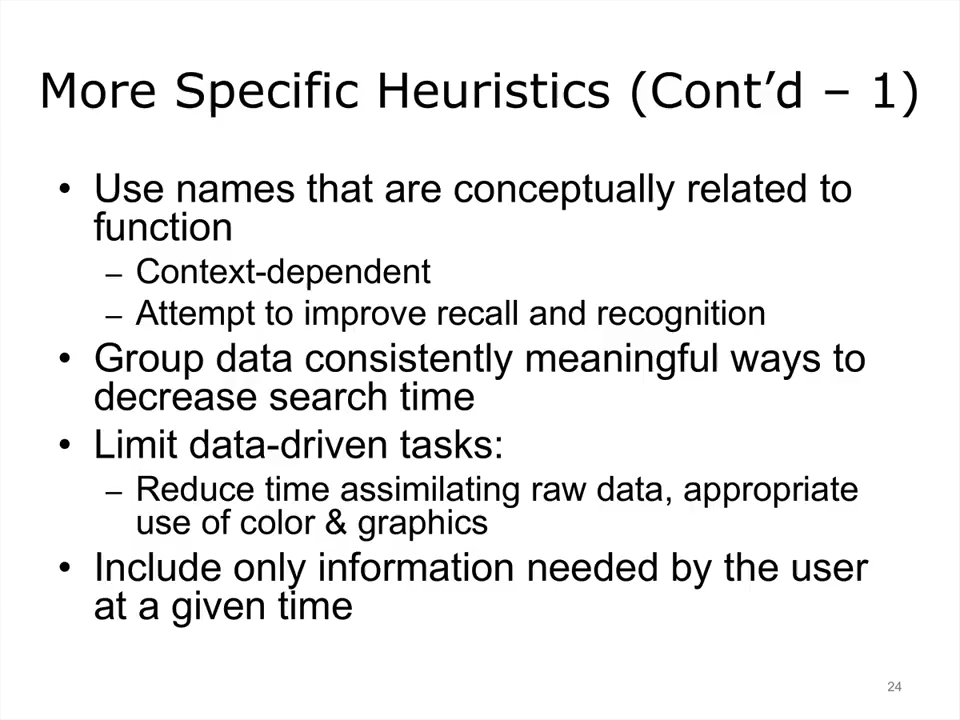 More Specific Heuristics (Cont’d – 1)
• Use names that are conceptually related to
function
– Context-dependent
– Attempt to improve recall and recognition
• Group data consistently meaningful ways to
decrease search time
• Limit data-driven tasks:
– Reduce time assimilating raw data, appropriate
use of color & graphics
• Include only information needed by the user
at a given time
24